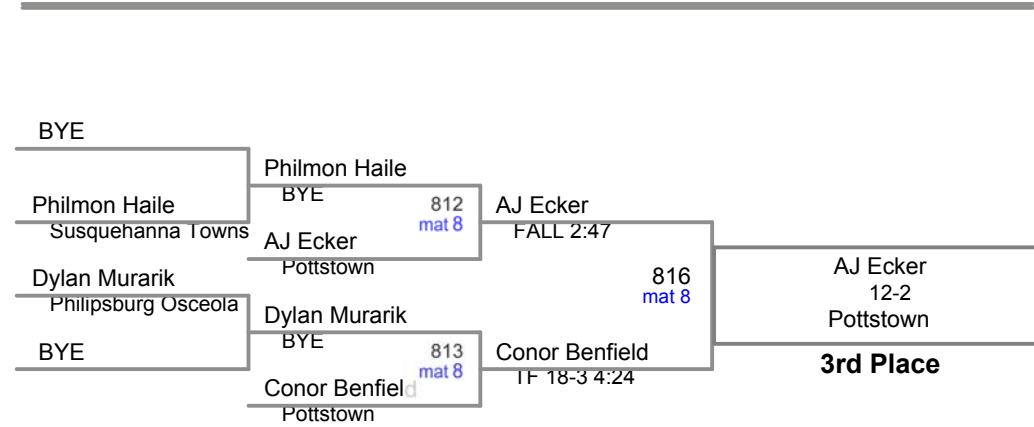 BYE
Philmon Haile
Susquehanna Towns
Dylan Murarik
Philipsburg Osceola
BYE
Philmon Haile
BYE
812
mat 8
AJ Ecker
Pottstown
Dylan Murarik
BYE
813
mat 8
Conor Benfield
Pottstown
AJ Ecker
FALL 2:47
816
mat 8
Conor Benfield
TF 18-3 4:24
AJ Ecker
12-2
Pottstown
3rd Place